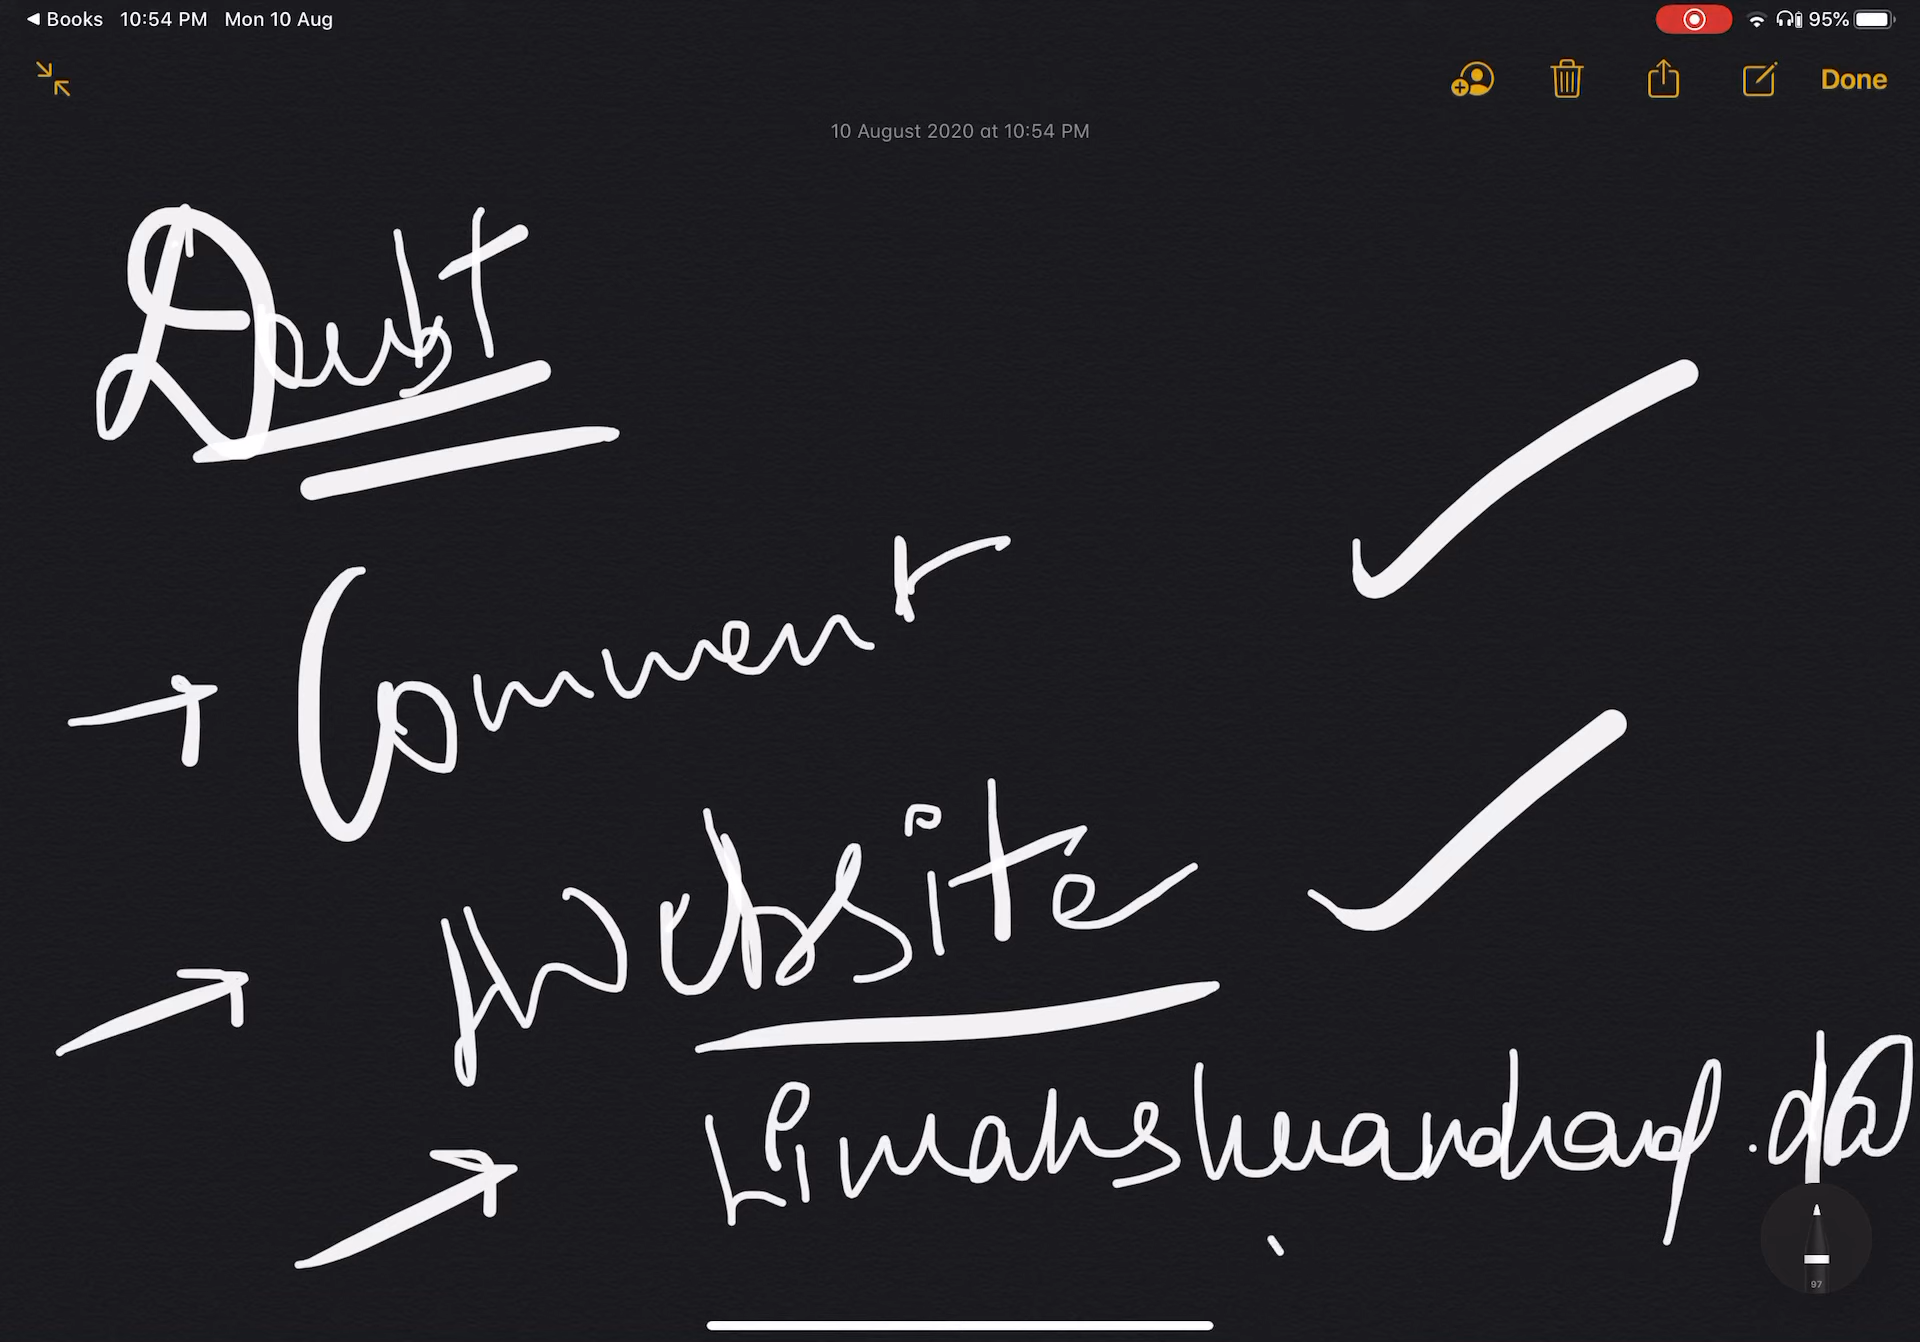 ◀ Books 10:54 PM Mon 10 Aug 95%
Done
10 August 2020 at 10:54 PM
Doubt
→ Comment
→ Website
→
97